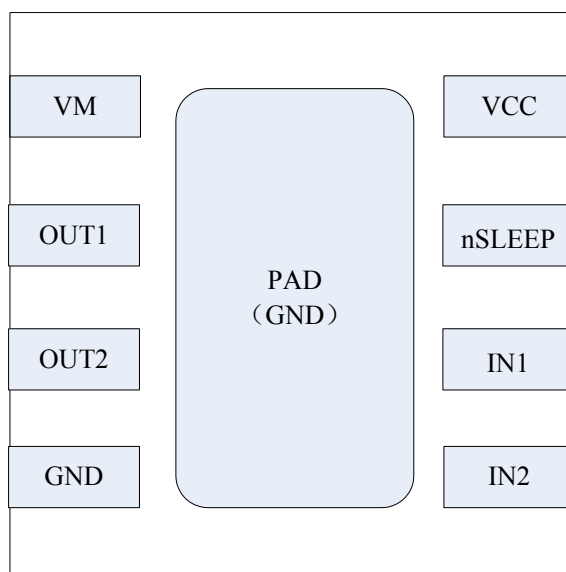 VM
VCC
OUT1
nSLEEP
PAD
（GND）
OUT2
IN1
GND
IN2